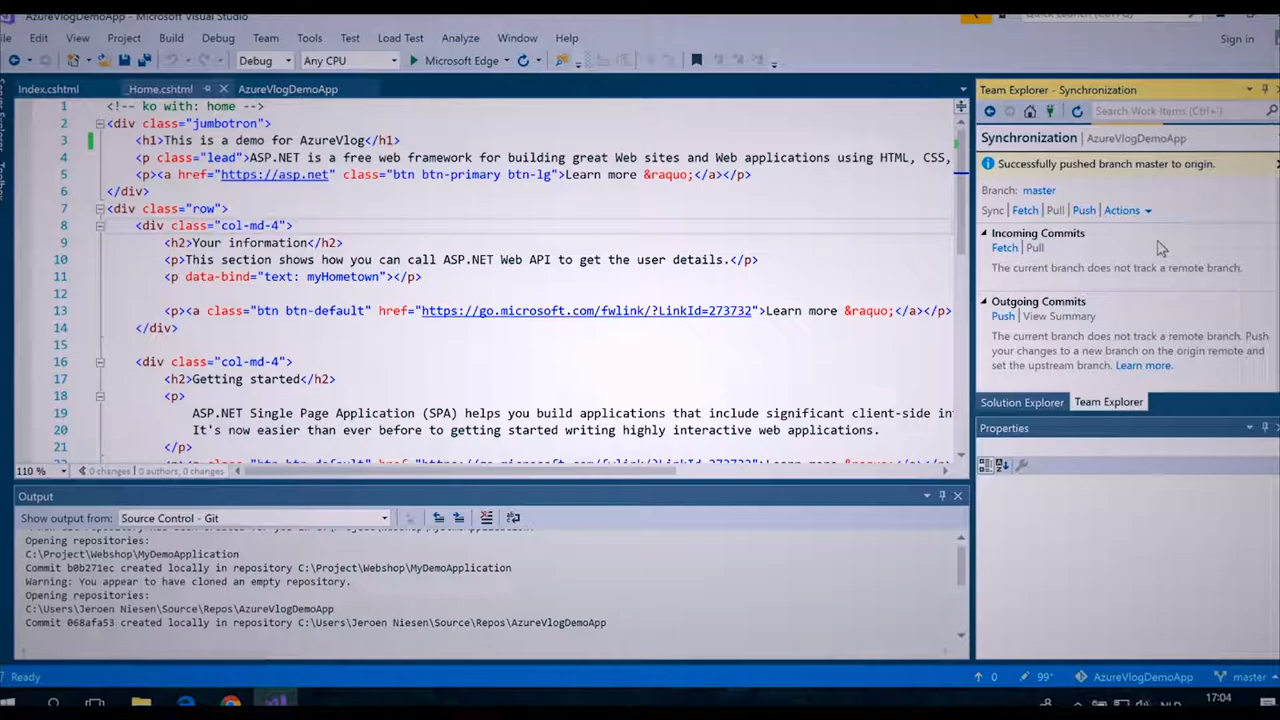 AzureVlogDemoApp - Microsoft Visual Studio
Edit View Project Build Debug Team Tools Test Load Test Analyze Window Help
Sign in
Debug Any CPU Microsoft Edge
Index.cshtml _Home.cshtml AzureVlogDemoApp
1 <!-- ko with: home -->
2 <div class="jumbotron">
3 <h1>This is a demo for AzureVlog</h1>
4 <p class="lead">ASP.NET is a free web framework for building great Web sites and Web applications using HTML, CSS,
5 <p><a href="https://asp.net" class="btn btn-primary btn-lg">Learn more &raquo;</a></p>
6 </div>
7 <div class="row">
8 <div class="col-md-4">
9 <h2>Your information</h2>
10 <p>This section shows how you can call ASP.NET Web API to get the user details.</p>
11 <p data-bind="text: myHometown"></p>
12
13 <p><a class="btn btn-default" href="https://go.microsoft.com/fwlink/?LinkId=273732">Learn more &raquo;</a></p>
14 </div>
15
16 <div class="col-md-4">
17 <h2>Getting started</h2>
18 <p>
19 ASP.NET Single Page Application (SPA) helps you build applications that include significant client-side in
20 It's now easier than ever before to getting started writing highly interactive web applications.
21 </p>
110 % 0 changes | 0 authors, 0 changes
Team Explorer - Synchronization
Search Work Items (Ctrl+')
Synchronization | AzureVlogDemoApp
Successfully pushed branch master to origin.
Branch: master
Sync | Fetch | Pull | Push | Actions
Incoming Commits
Fetch | Pull
The current branch does not track a remote branch.
Outgoing Commits
Push | View Summary
The current branch does not track a remote branch. Push
your changes to a new branch on the origin remote and
set the upstream branch. Learn more.
Solution Explorer Team Explorer
Properties
Output
Show output from: Source Control - Git
Opening repositories:
C:\Project\Webshop\MyDemoApplication
Commit b0b271ec created locally in repository C:\Project\Webshop\MyDemoApplication
Warning: You appear to have cloned an empty repository.
Opening repositories:
C:\Users\Jeroen Niesen\Source\Repos\AzureVlogDemoApp
Commit 068afa53 created locally in repository C:\Users\Jeroen Niesen\Source\Repos\AzureVlogDemoApp
Ready 0 99* AzureVlogDemoApp master
17:04